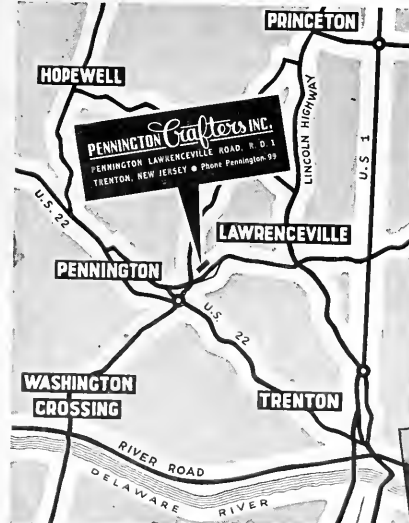 PRINCETON
HOPEWELL
PENNINGTON Crafters INC.
PENNINGTON LAWRENCEVILLE ROAD, R. D. 1
TRENTON, NEW JERSEY ● Phone Pennington-99
LINCOLN HIGHWAY
U.S. 1
U.S. 22
LAWRENCEVILLE
PENNINGTON
U.S. 22
WASHINGTON
CROSSING
TRENTON
RIVER ROAD
DELAWARE RIVER